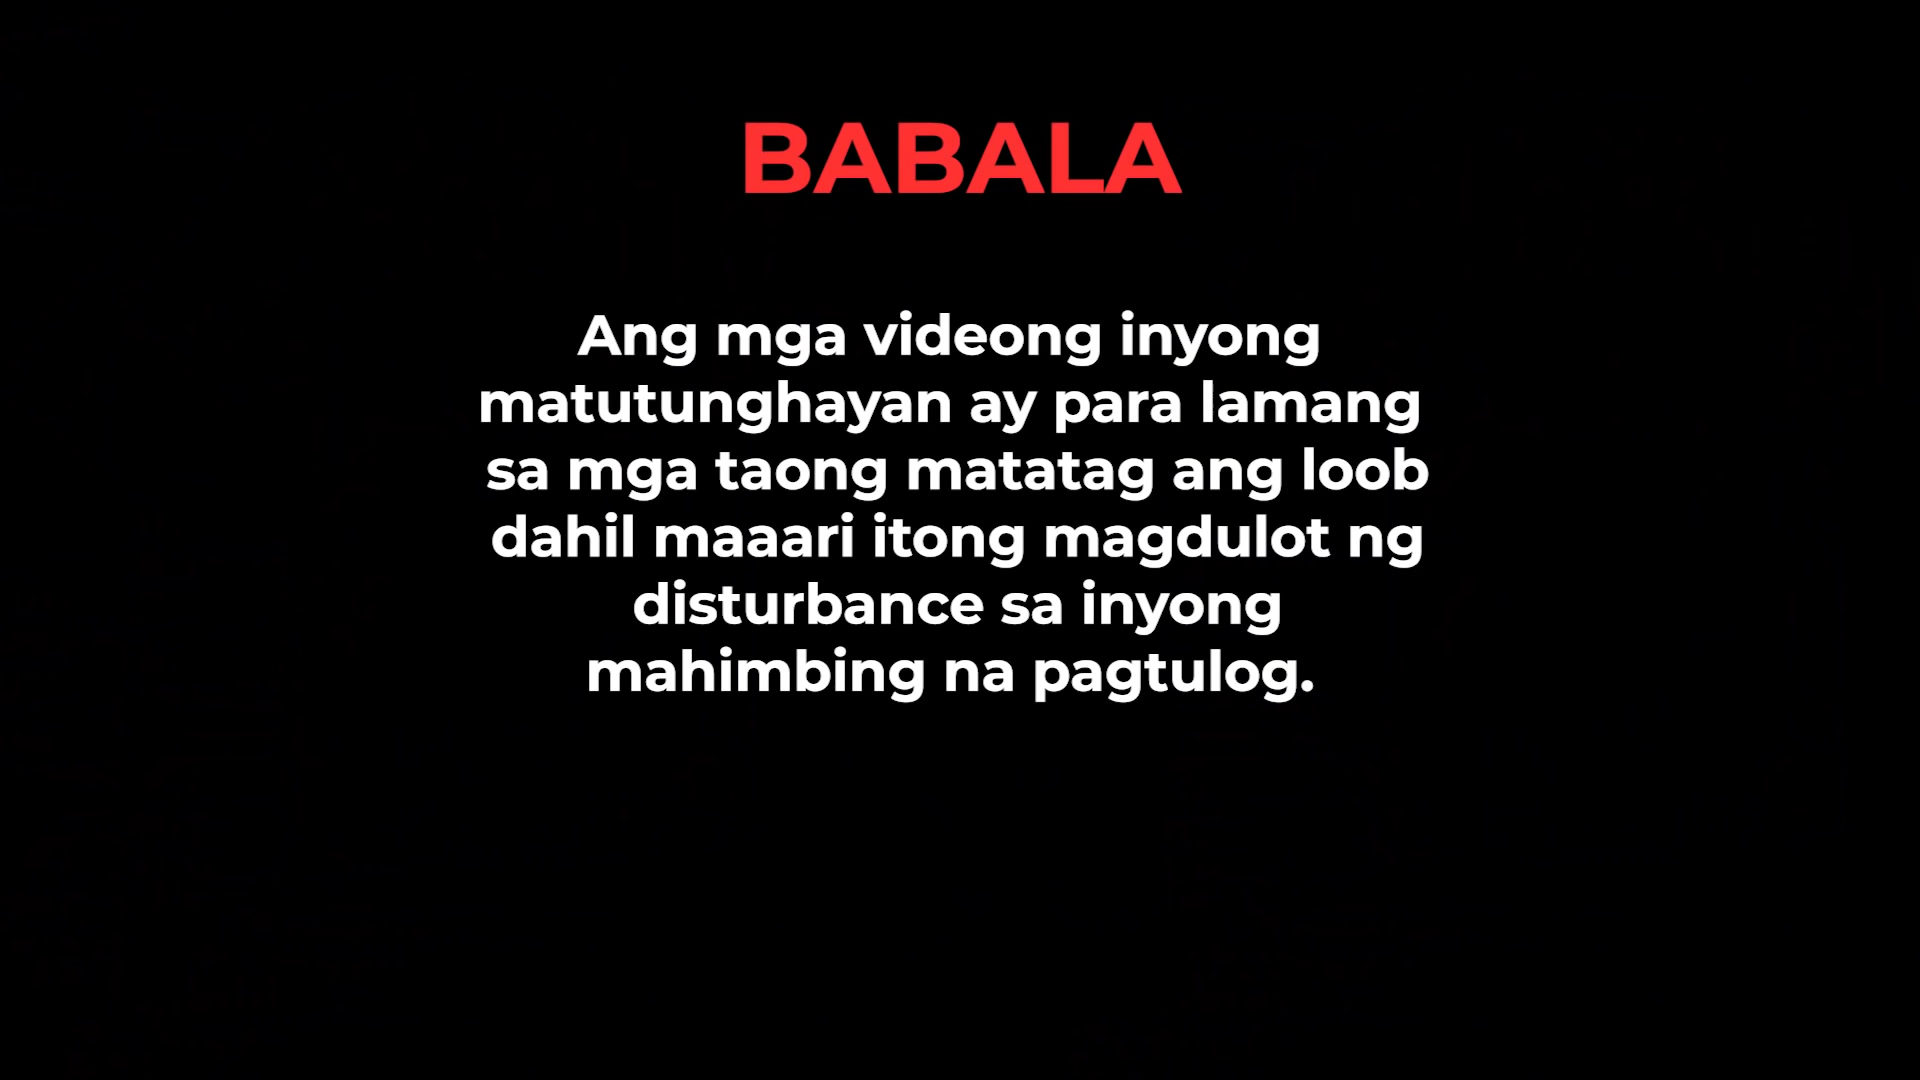 BABALA
Ang mga videong inyong
matutunghayan ay para lamang
sa mga taong matatag ang loob
dahil maaari itong magdulot ng
disturbance sa inyong
mahimbing na pagtulog.